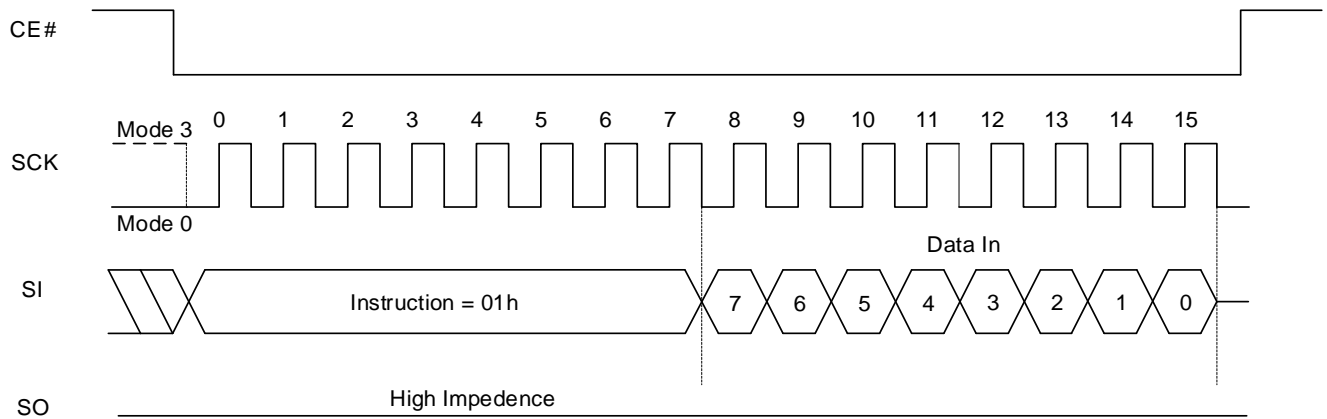 CE#
0 1 2 3 4 5 6 7 8 9 10 11 12 13 14 15
Mode 3
SCK
Mode 0
Data In
SI
Instruction = 01h
7 6 5 4 3 2 1 0
High Impedence
SO